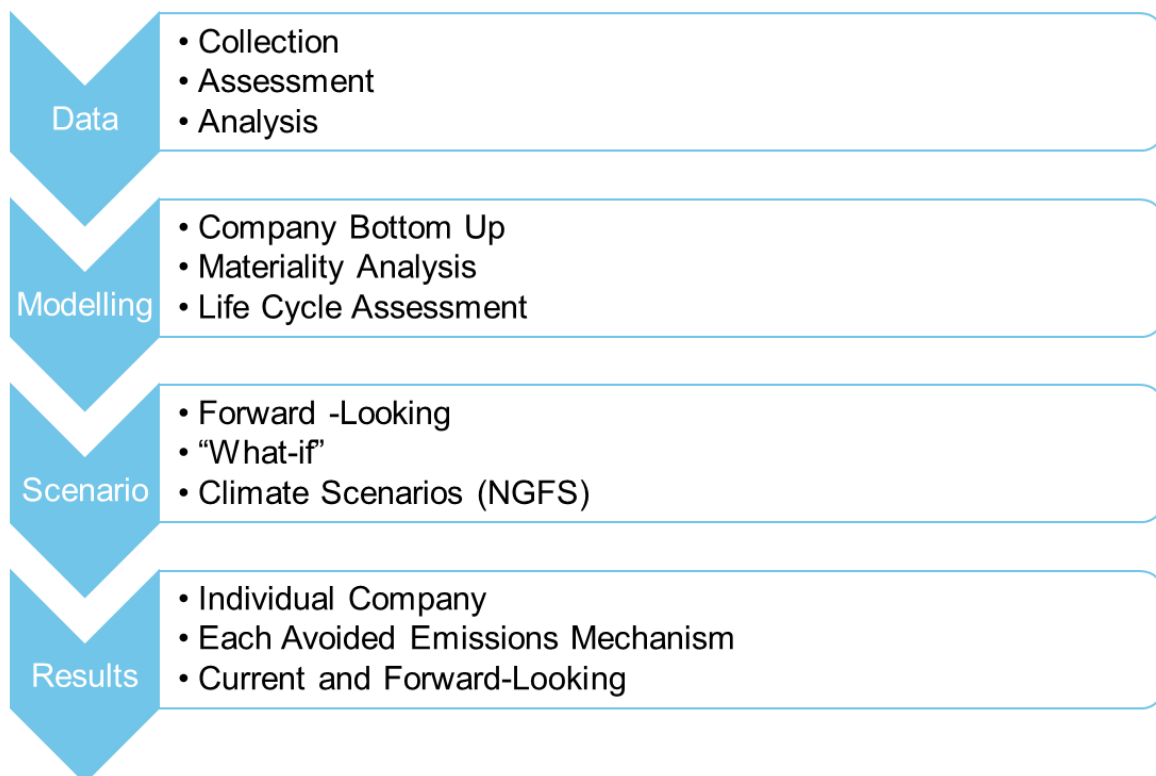 Data
• Collection
• Assessment
• Analysis
Modelling
• Company Bottom Up
• Materiality Analysis
• Life Cycle Assessment
Scenario
• Forward -Looking
• “What-if”
• Climate Scenarios (NGFS)
Results
• Individual Company
• Each Avoided Emissions Mechanism
• Current and Forward-Looking